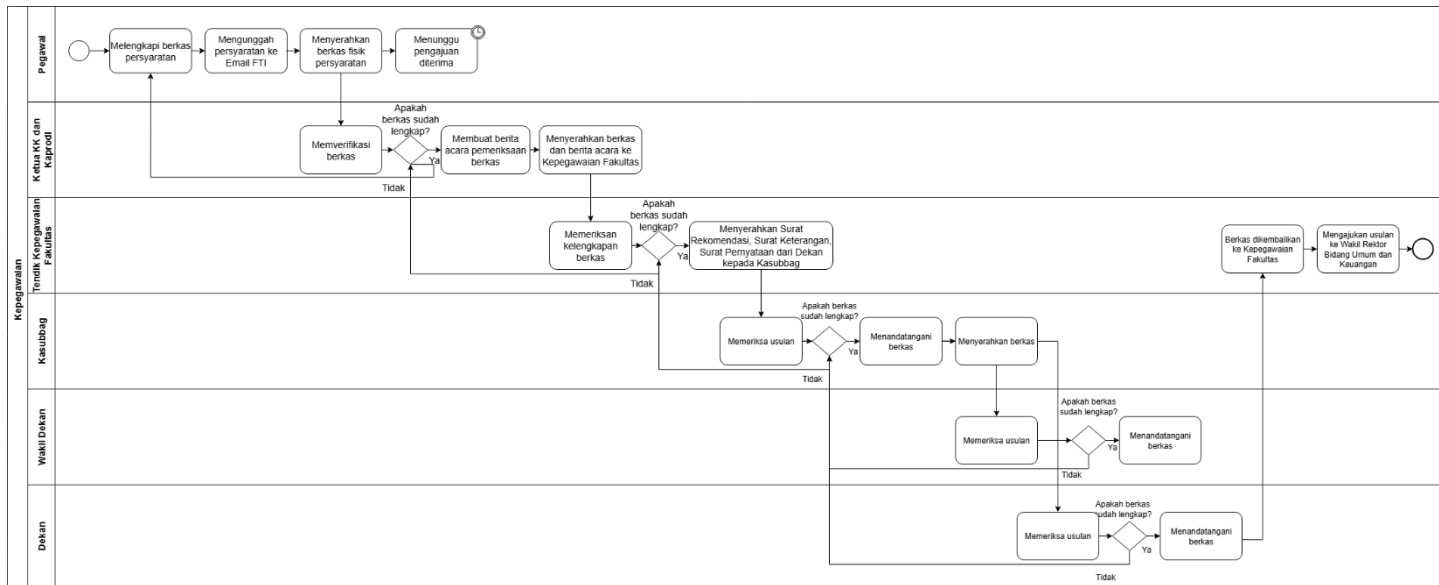 Kepegawaian
Pegawai
Melengkapi berkas
persyaratan
Mengunggah
persyaratan ke
Email FTI
Menyerahkan
berkas fisik
persyaratan
Menunggu
pengajuan
diterima
Ketua KK dan
Kaprodi
Memverifikasi
berkas
Apakah
berkas sudah
lengkap?
Ya
Tidak
Membuat berita
acara pemeriksaan
berkas
Menyerahkan berkas
dan berita acara ke
Kepegawaian Fakultas
Tendik Kepegawaian
Fakultas
Memeriksan
kelengkapan
berkas
Apakah
berkas sudah
lengkap?
Ya
Tidak
Menyerahkan Surat
Rekomendasi, Surat Keterangan,
Surat Pernyataan dari Dekan
kepada Kasubbag
Berkas dikembalikan
ke Kepegawaian
Fakultas
Mengajukan usulan
ke Wakil Rektor
Bidang Umum dan
Keuangan
Kasubbag
Memeriksa usulan
Apakah berkas
sudah lengkap?
Ya
Tidak
Menandatangani
berkas
Menyerahkan berkas
Wakil Dekan
Memeriksa usulan
Apakah berkas
sudah lengkap?
Ya
Tidak
Menandatangani
berkas
Dekan
Memeriksa usulan
Apakah berkas
sudah lengkap?
Ya
Tidak
Menandatangani
berkas